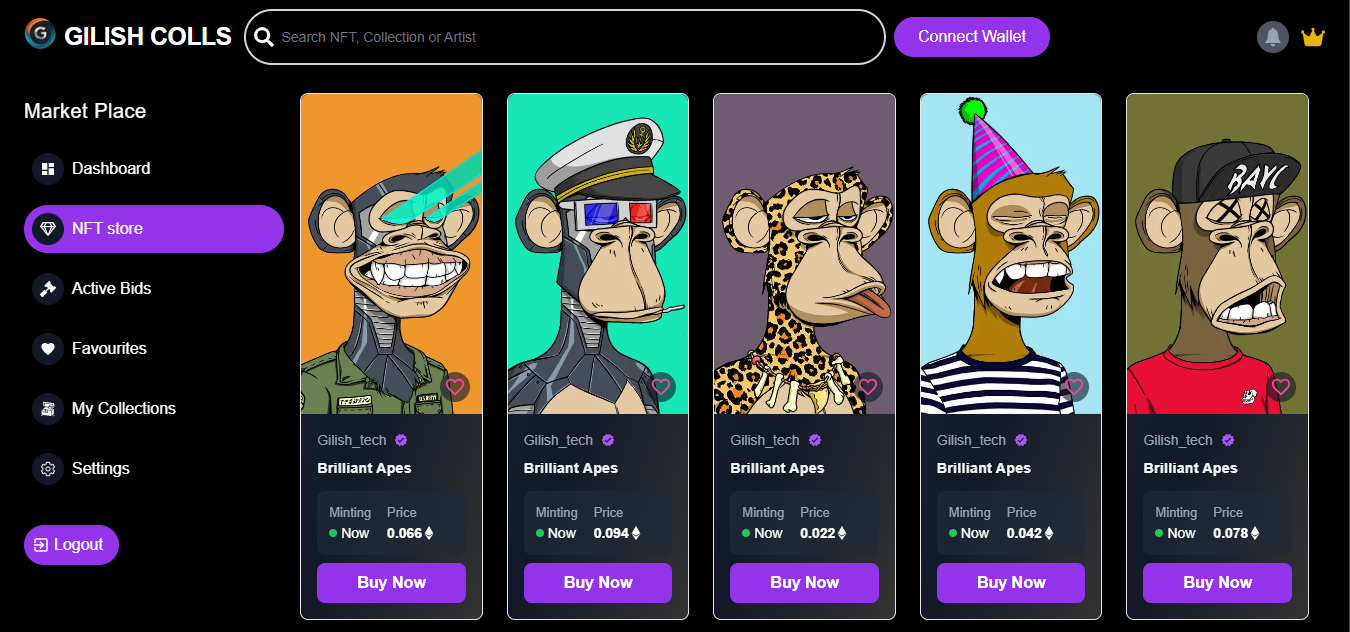 G GILISH COLLS
Search NFT, Collection or Artist
Connect Wallet
Market Place
Dashboard
NFT store
Active Bids
Favourites
My Collections
Settings
Logout
BAYC
Gilish_tech
Brilliant Apes
Minting Price
Now 0.066
Buy Now
Gilish_tech
Brilliant Apes
Minting Price
Now 0.094
Buy Now
Gilish_tech
Brilliant Apes
Minting Price
Now 0.022
Buy Now
Gilish_tech
Brilliant Apes
Minting Price
Now 0.042
Buy Now
Gilish_tech
Brilliant Apes
Minting Price
Now 0.078
Buy Now